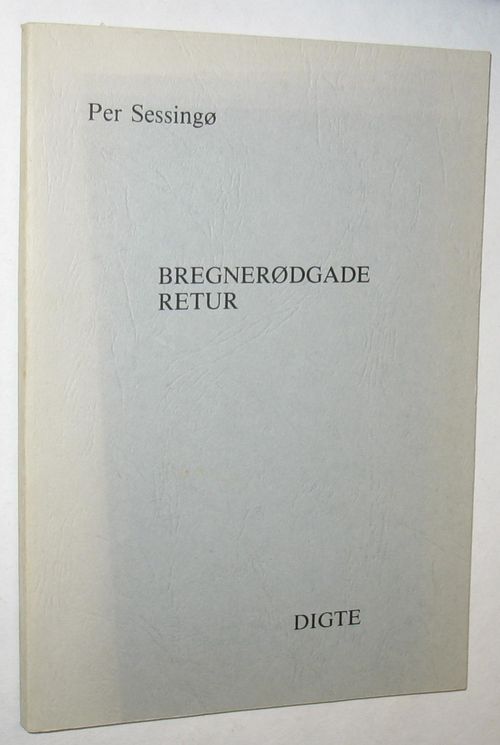 Per Sessingø
BREGNERØDGADE
RETUR
DIGTE